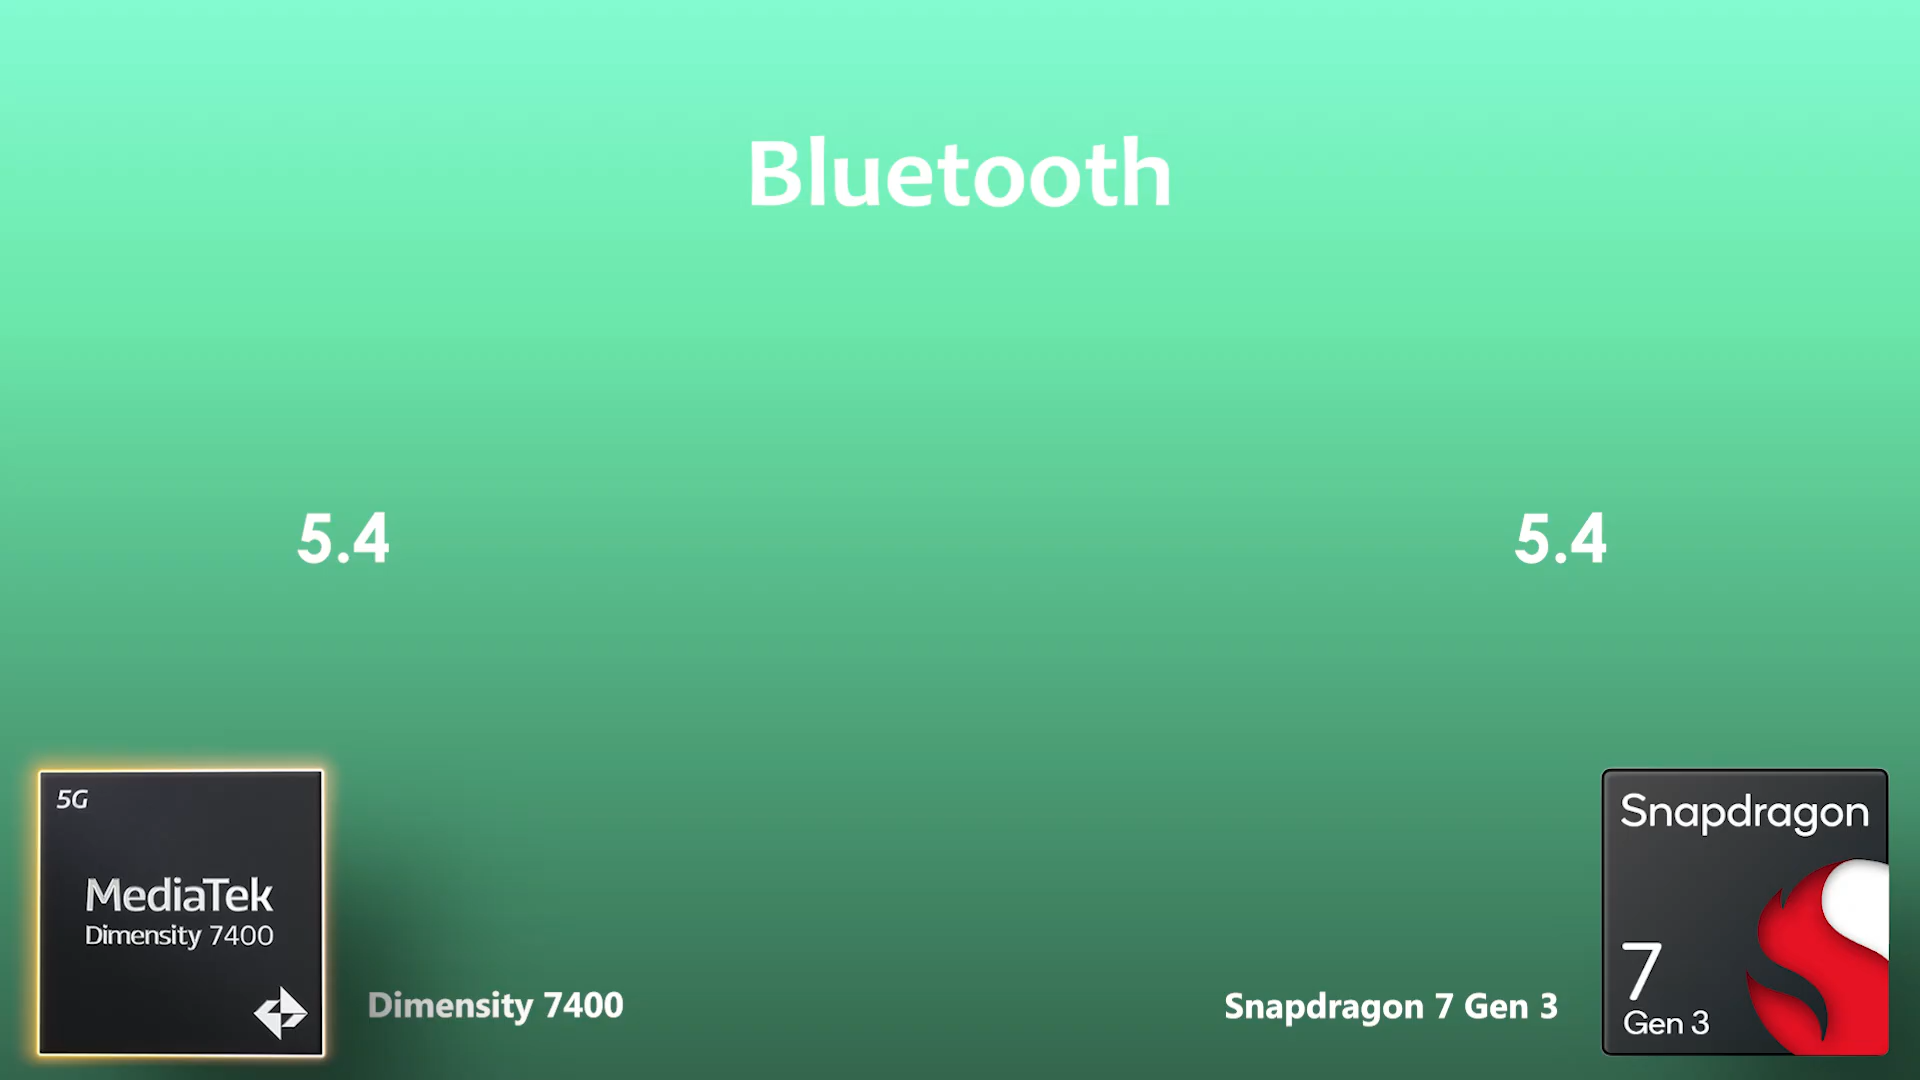 Bluetooth
5.4
5.4
5G
MediaTek
Dimensity 7400
Dimensity 7400
Snapdragon 7 Gen 3
Snapdragon
7
Gen 3